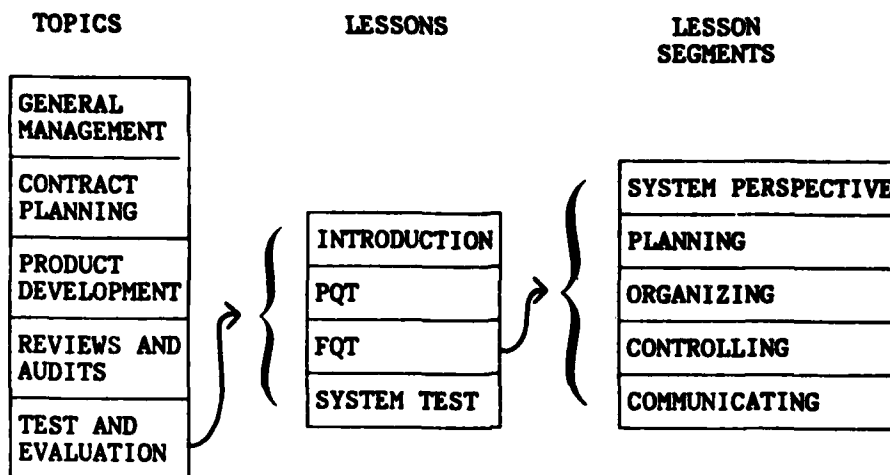 TOPICS
LESSONS
LESSON
SEGMENTS
GENERAL
MANAGEMENT
CONTRACT
PLANNING
PRODUCT
DEVELOPMENT
REVIEWS AND
AUDITS
TEST AND
EVALUATION
INTRODUCTION
PQT
FQT
SYSTEM TEST
SYSTEM PERSPECTIVE
PLANNING
ORGANIZING
CONTROLLING
COMMUNICATING